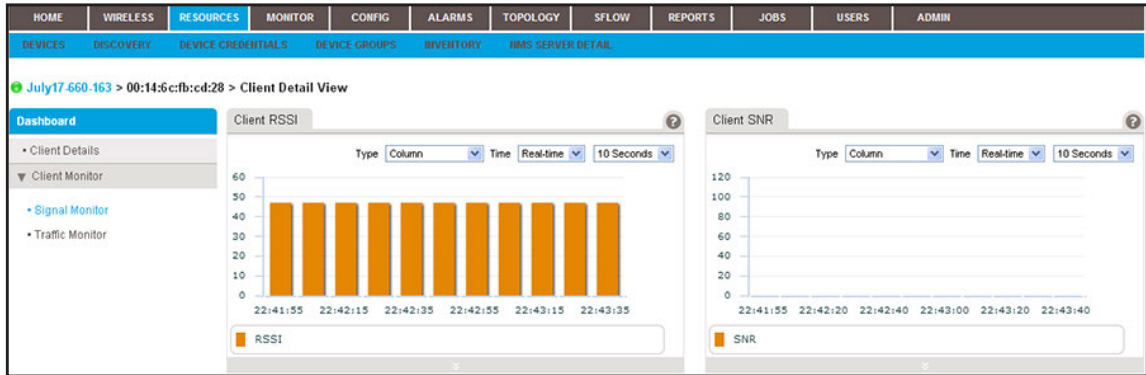 HOME WIRELESS RESOURCES MONITOR CONFIG ALARMS TOPOLOGY SFLOW REPORTS JOBS USERS ADMIN
DEVICES DISCOVERY DEVICE CREDENTIALS DEVICE GROUPS INVENTORY NMS SERVER DETAIL
July17-660-163 > 00:14:6c:fb:cd:28 > Client Detail View
Dashboard
• Client Details
▼ Client Monitor
• Signal Monitor
• Traffic Monitor
Client RSSI ?
Type Column Time Real-time 10 Seconds
60
50
40
30
20
10
0
22:41:55 22:42:15 22:42:35 22:42:55 22:43:15 22:43:35
RSSI
Client SNR ?
Type Column Time Real-time 10 Seconds
120
100
80
60
40
20
0
22:41:55 22:42:20 22:42:40 22:43:00 22:43:20 22:43:40
SNR